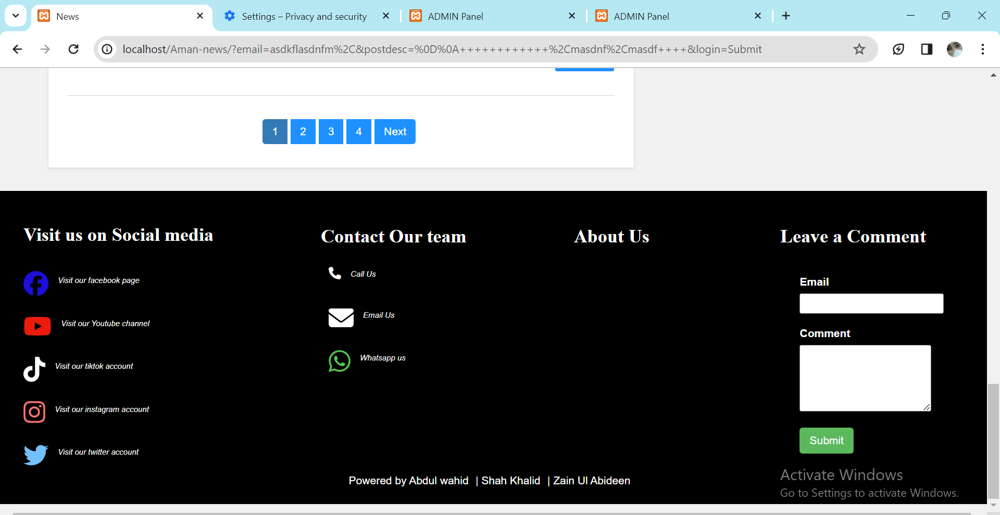 News
Settings – Privacy and security
ADMIN Panel
ADMIN Panel
localhost/Aman-news/?email=asdkflasdnfm%2C&postdesc=%0D%0A++++++++++++%2Cmasdnf%2Cmasdf++++&login=Submit
1 2 3 4 Next
Visit us on Social media
Visit our facebook page
Visit our Youtube channel
Visit our tiktok account
Visit our instagram account
Visit our twitter account
Contact Our team
Call Us
Email Us
Whatsapp us
About Us
Leave a Comment
Email
Comment
Submit
Powered by Abdul wahid | Shah Khalid | Zain Ul Abideen
Activate Windows
Go to Settings to activate Windows.